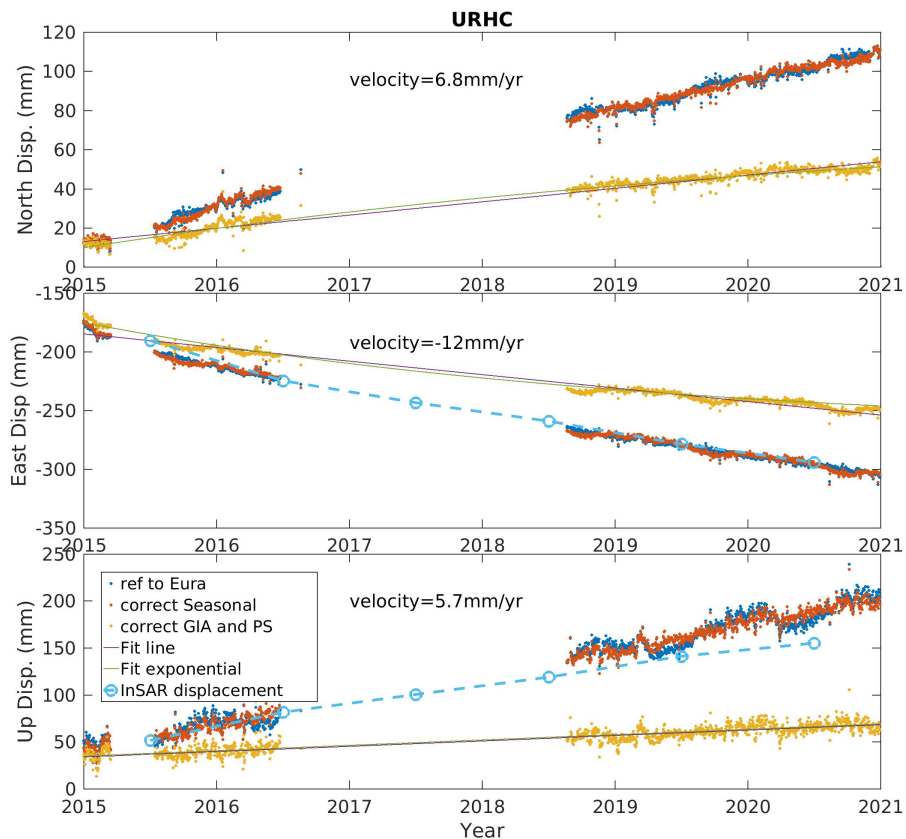 URHC
120
100
80
60
40
20
0
North Disp. (mm)
velocity=6.8mm/yr
2015 2016 2017 2018 2019 2020 2021
-150
-200
-250
-300
-350
East Disp (mm)
velocity=-12mm/yr
2015 2016 2017 2018 2019 2020 2021
250
200
150
100
50
0
Up Disp. (mm)
velocity=5.7mm/yr
ref to Eura
correct Seasonal
correct GIA and PS
Fit line
Fit exponential
InSAR displacement
2015 2016 2017 2018 2019 2020 2021
Year